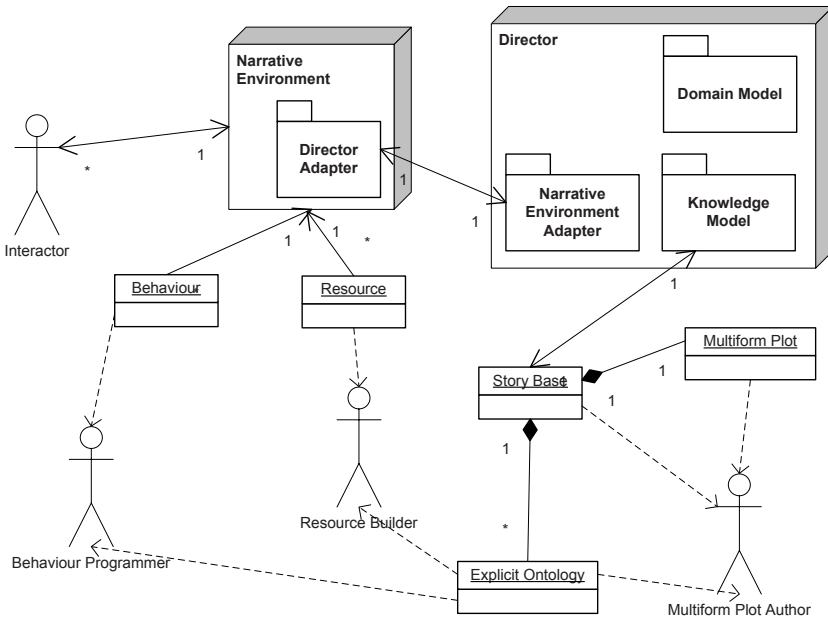 Narrative
Environment
Director
Domain Model
Director
Adapter
1
*
1
1
Narrative
Environment
Adapter
Knowledge
Model
Interactor
1
1
*
Behaviour
*
Resource
1
Multiform Plot
Story Base
1
1
1
1
*
Resource Builder
Behaviour Programmer
Explicit Ontology
Multiform Plot Author